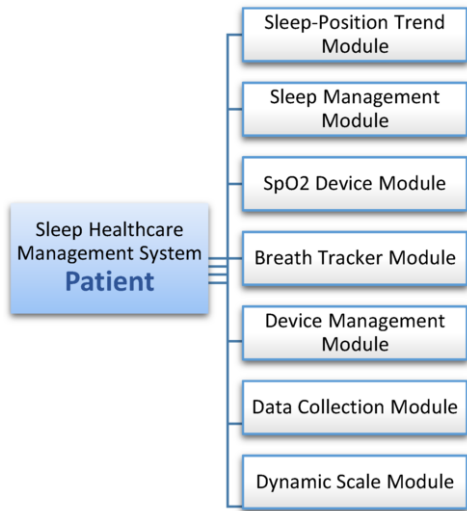 Sleep-Position Trend
Module
Sleep Management
Module
SpO2 Device Module
Sleep Healthcare
Management System
Patient
Breath Tracker Module
Device Management
Module
Data Collection Module
Dynamic Scale Module